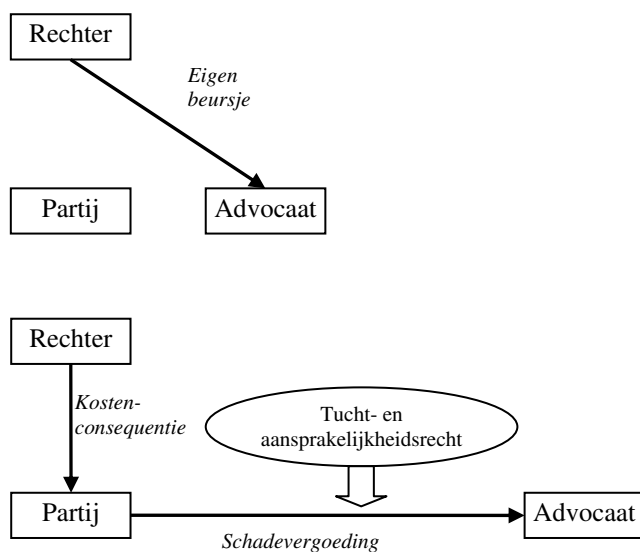 Rechter
Eigen
beursje
Partij
Advocaat
Rechter
Kosten-
consequentie
Tucht- en
aansprakelijkheidsrecht
Partij
Advocaat
Schadevergoeding